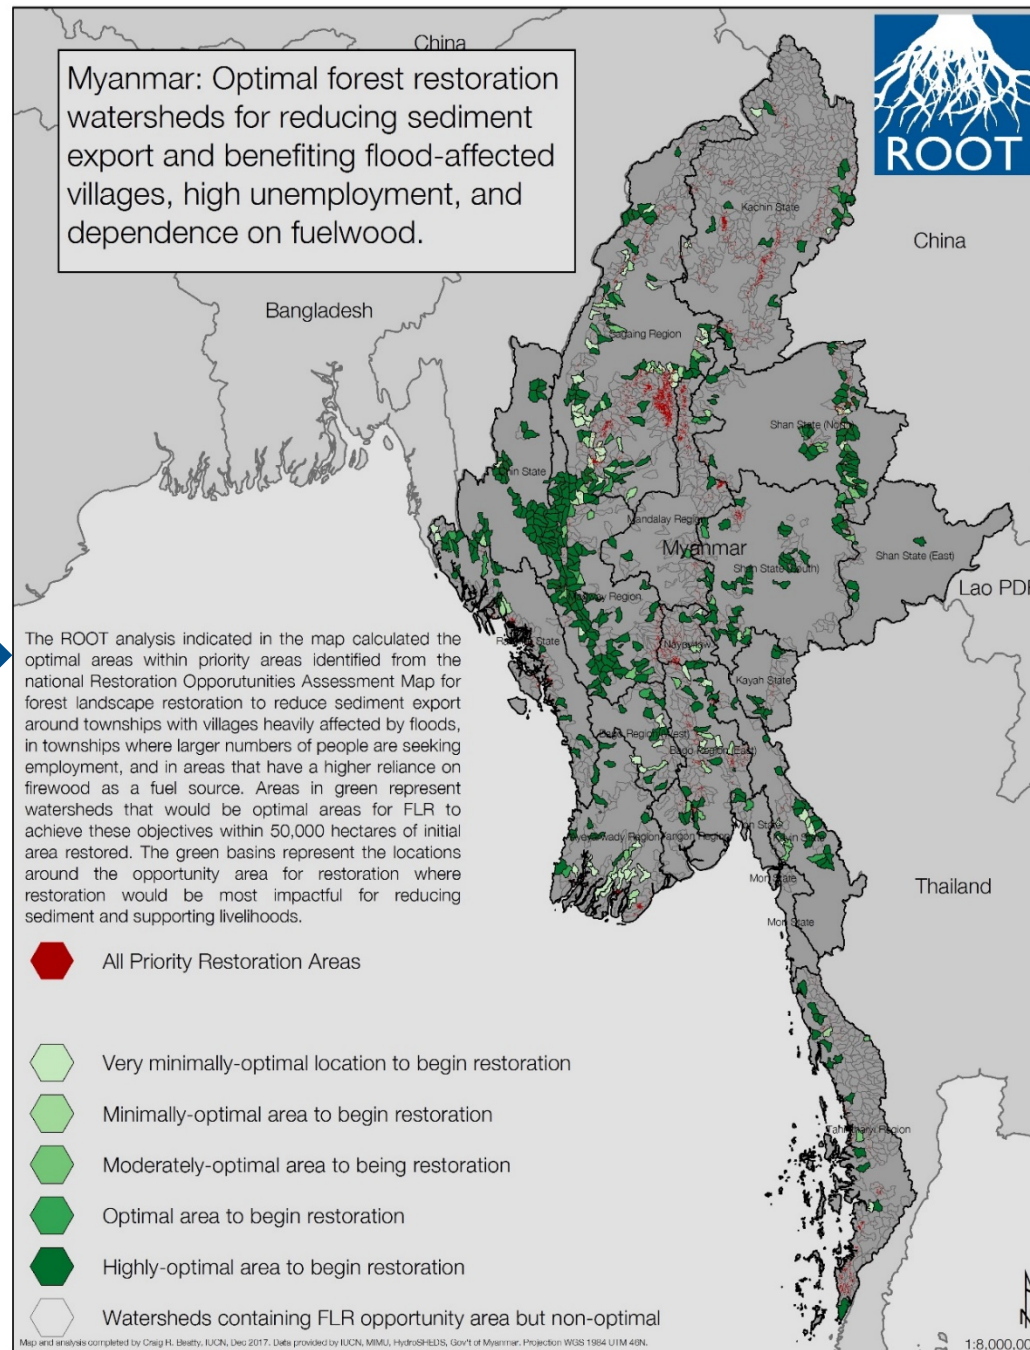 China
Myanmar: Optimal forest restoration
watersheds for reducing sediment
export and benefiting flood-affected
villages, high unemployment, and
dependence on fuelwood.
ROOT
Kachin State
China
Bangladesh
Sagaing Region
Shan State (North)
Chin State
Mandalay Region
Myanmar
Shan State (South)
Shan State (East)
Lao PDR
Region
State
Naypyitaw
Kayah State
Bago Region (West)
Bago Region (East)
Region
Yangon Region
Mon State
State
Mon State
Mon State
Thailand
Region
The ROOT analysis indicated in the map calculated the
optimal areas within priority areas identified from the
national Restoration Opporutunities Assessment Map for
forest landscape restoration to reduce sediment export
around townships with villages heavily affected by floods,
in townships where larger numbers of people are seeking
employment, and in areas that have a higher reliance on
firewood as a fuel source. Areas in green represent
watersheds that would be optimal areas for FLR to
achieve these objectives within 50,000 hectares of initial
area restored. The green basins represent the locations
around the opportunity area for restoration where
restoration would be most impactful for reducing
sediment and supporting livelihoods.
All Priority Restoration Areas
Very minimally-optimal location to begin restoration
Minimally-optimal area to begin restoration
Moderately-optimal area to being restoration
Optimal area to begin restoration
Highly-optimal area to begin restoration
Watersheds containing FLR opportunity area but non-optimal
Map and analysis completed by Craig R. Beatty, IUCN, Dec 2017. Data provided by IUCN, MIMU, HydroSHEDS, Gov't of Myanmar. Projection WGS 1984 UTM 46N.
1:8,000,00